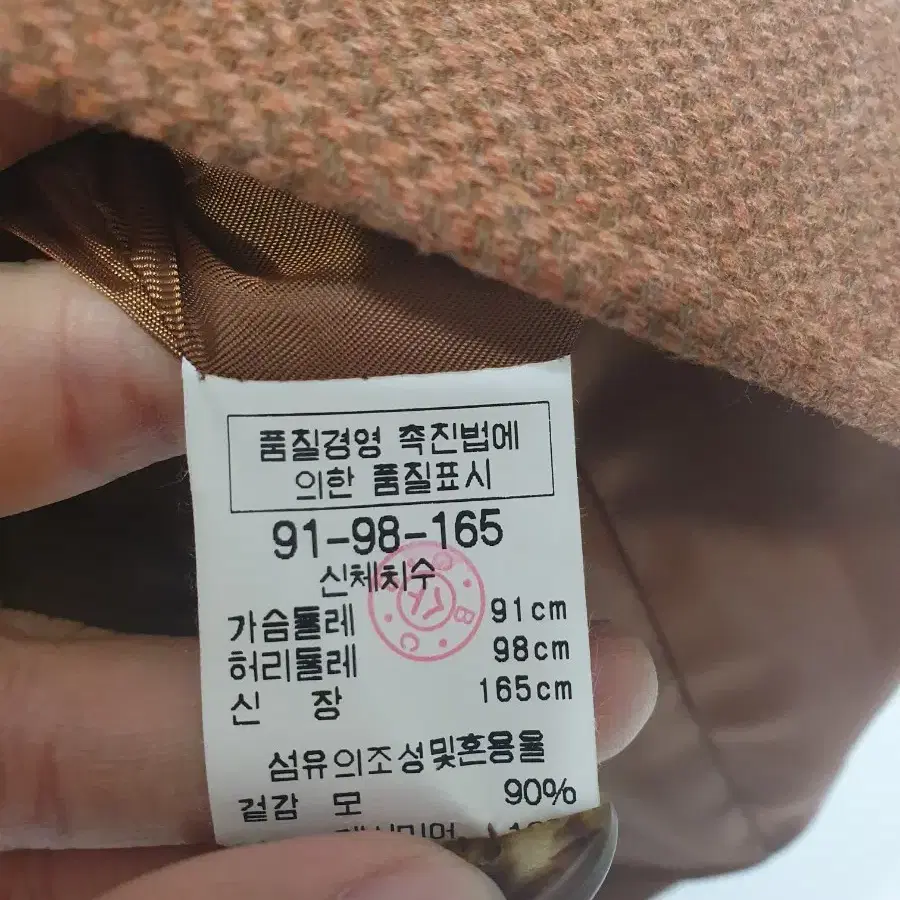 품질경영 촉진법에
의한 품질표시
91-98-165
신체치수
가슴둘레 91cm
허리둘레 98cm
신 장 165cm
섬유의조성및혼용율
겉감 모 90%